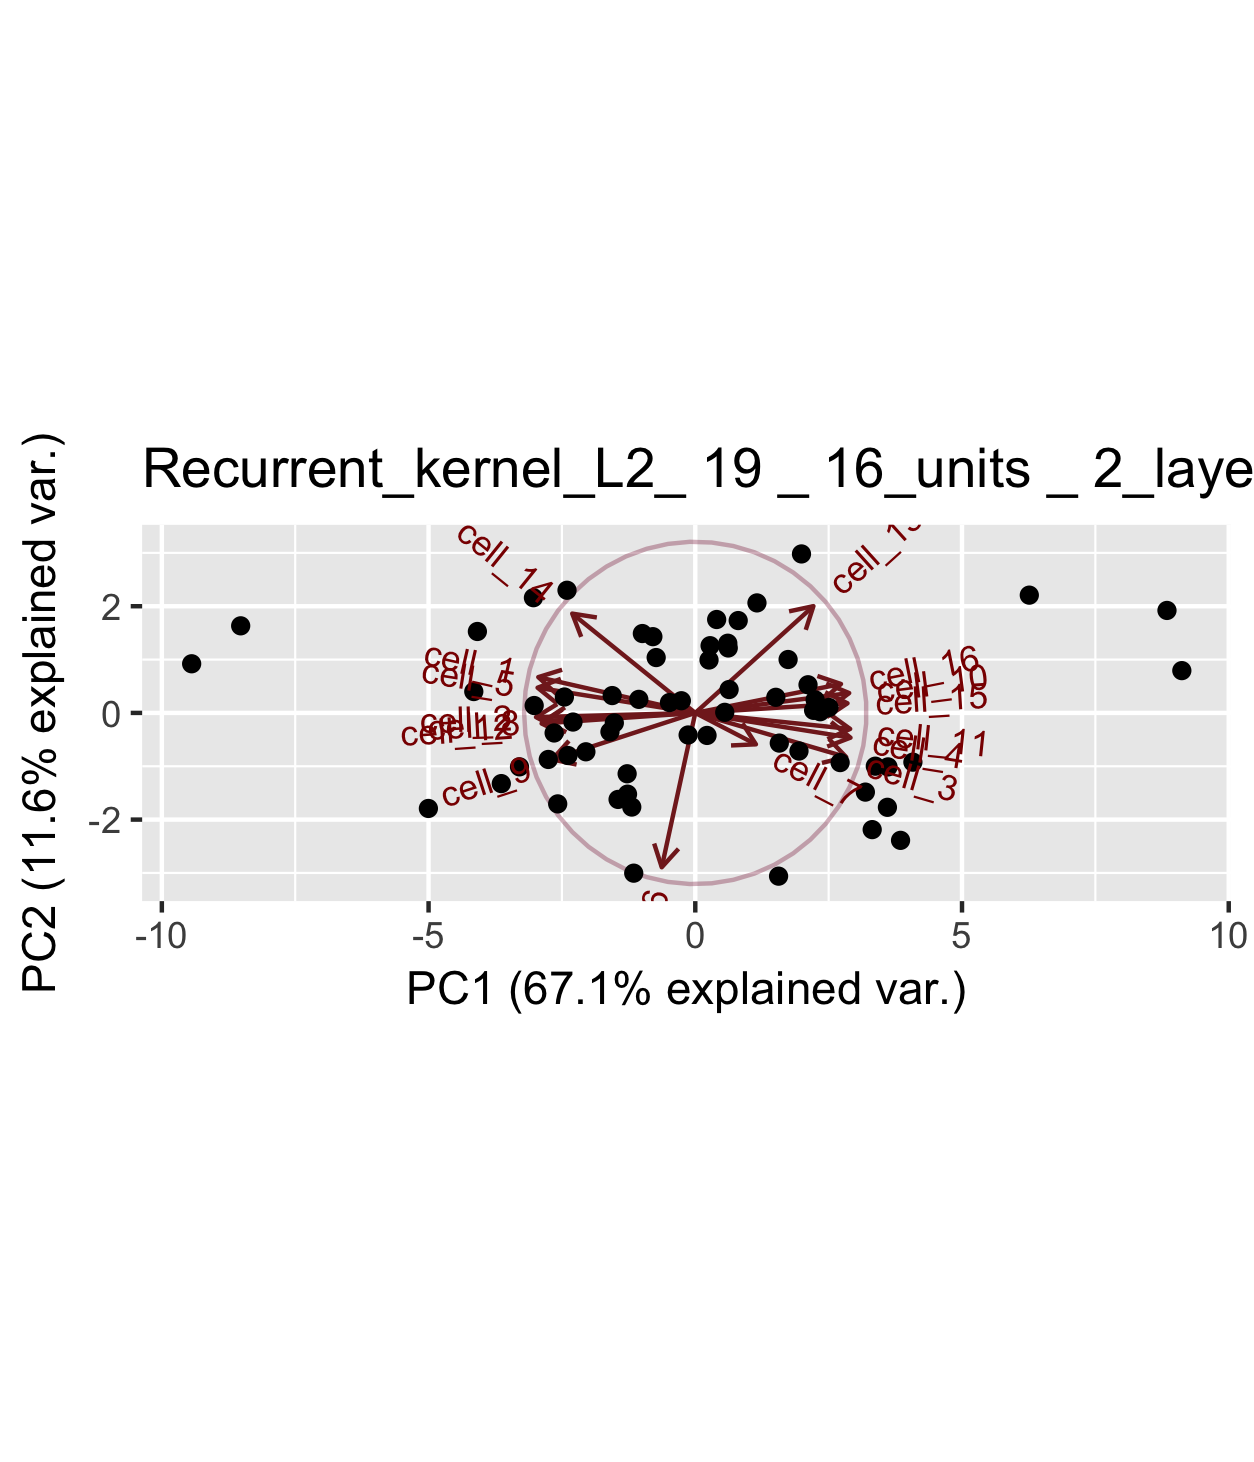 Recurrent_kernel_L2_ 19 _ 16_units _ 2_laye
PC2 (11.6% explained var.)
2
0
-2
cell_14
cell_1
cell_5
cell_2
cell_8
cell_12
cell_9
cell_16
cell_10
cell_15
cell_11
cell_4
cell_3
cell_7
-10
-5
0
5
10
PC1 (67.1% explained var.)